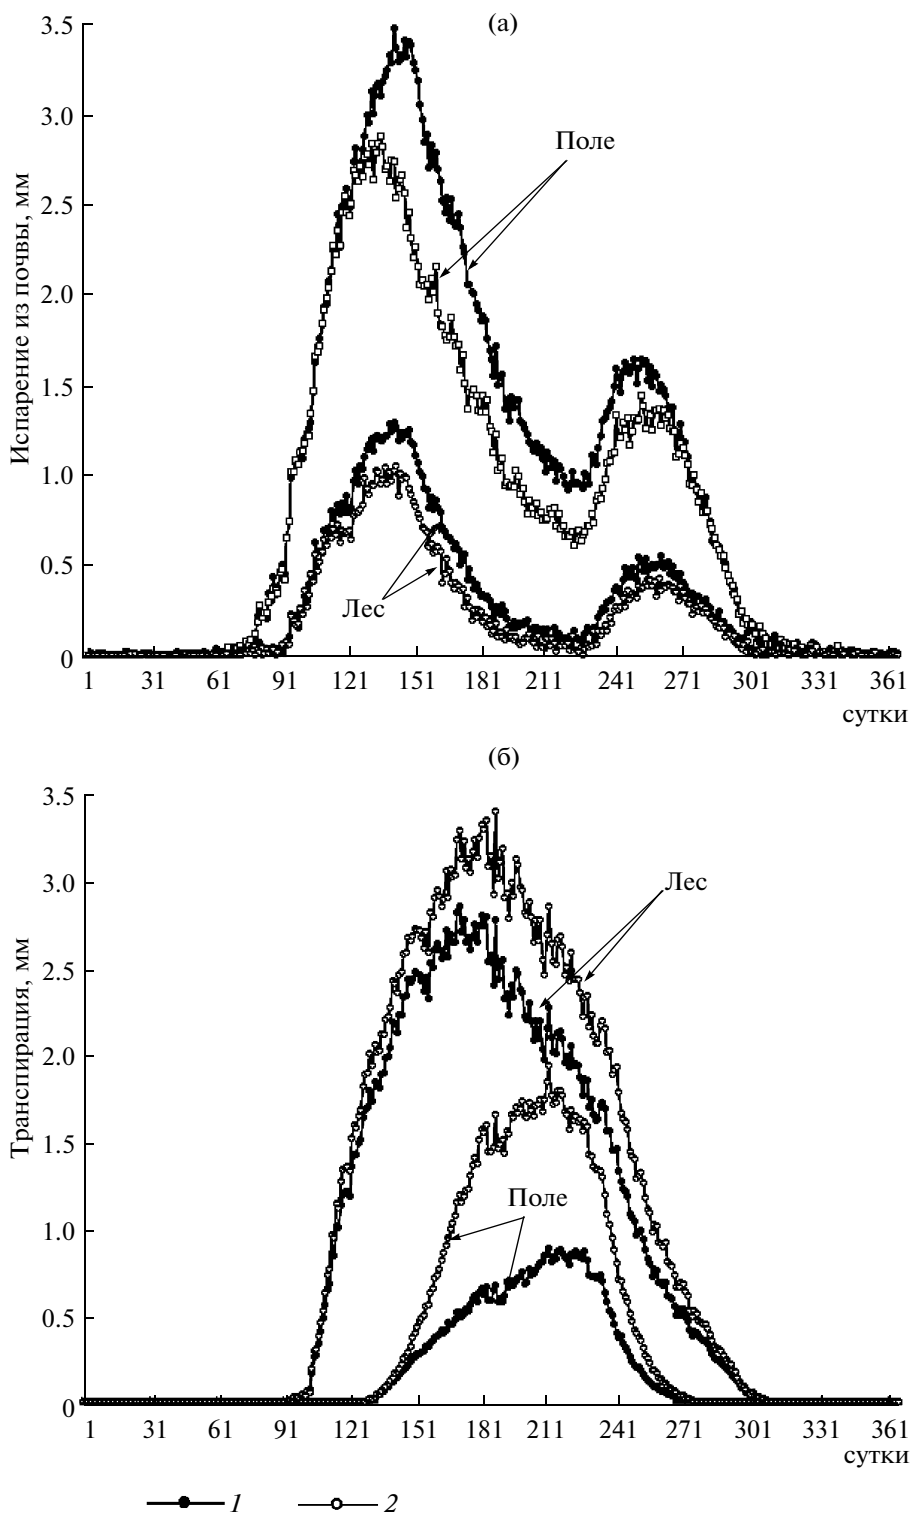 (а)
3.5
3.0
2.5
2.0
1.5
1.0
0.5
0
Испарение из почвы, мм
Поле
Лес
1 31 61 91 121 151 181 211 241 271 301 331 361
сутки
(б)
3.5
3.0
2.5
2.0
1.5
1.0
0.5
0
Транспирация, мм
Лес
Поле
1 31 61 91 121 151 181 211 241 271 301 331 361
сутки
1 2